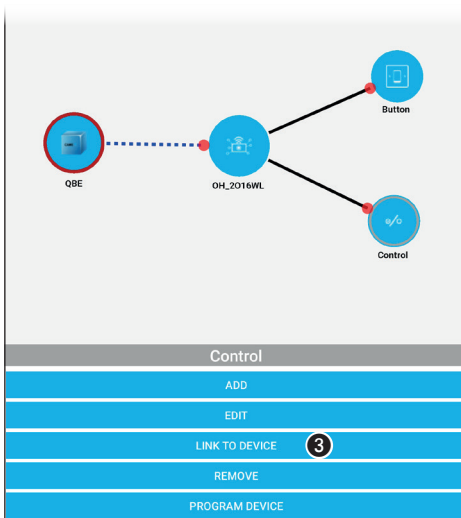 Button
QBE
OH_2016WL
e/G
Control
Control
ADD
EDIT
LINK TO DEVICE 3
REMOVE
PROGRAM DEVICE